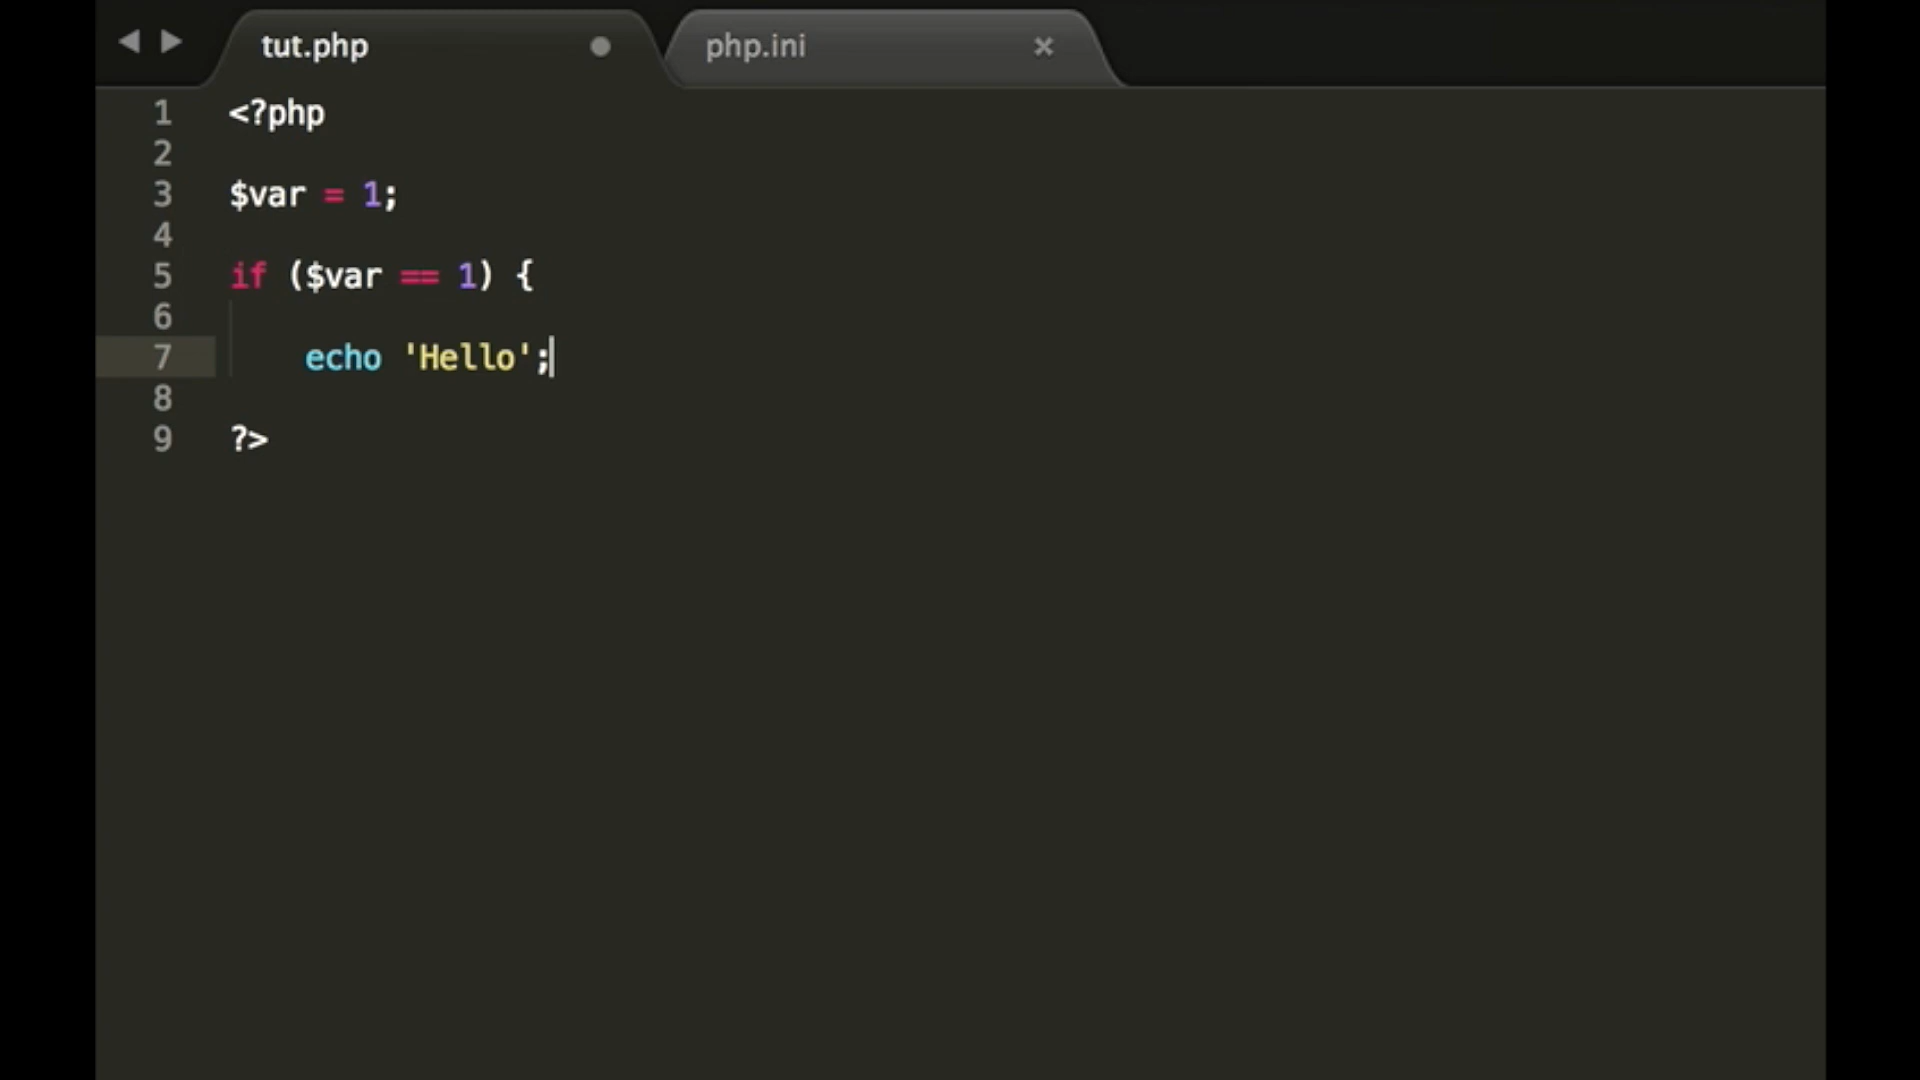 tut.php php.ini
1 <?php
2
3 $var = 1;
4
5 if ($var == 1) {
6
7 echo 'Hello';
8
9 ?>